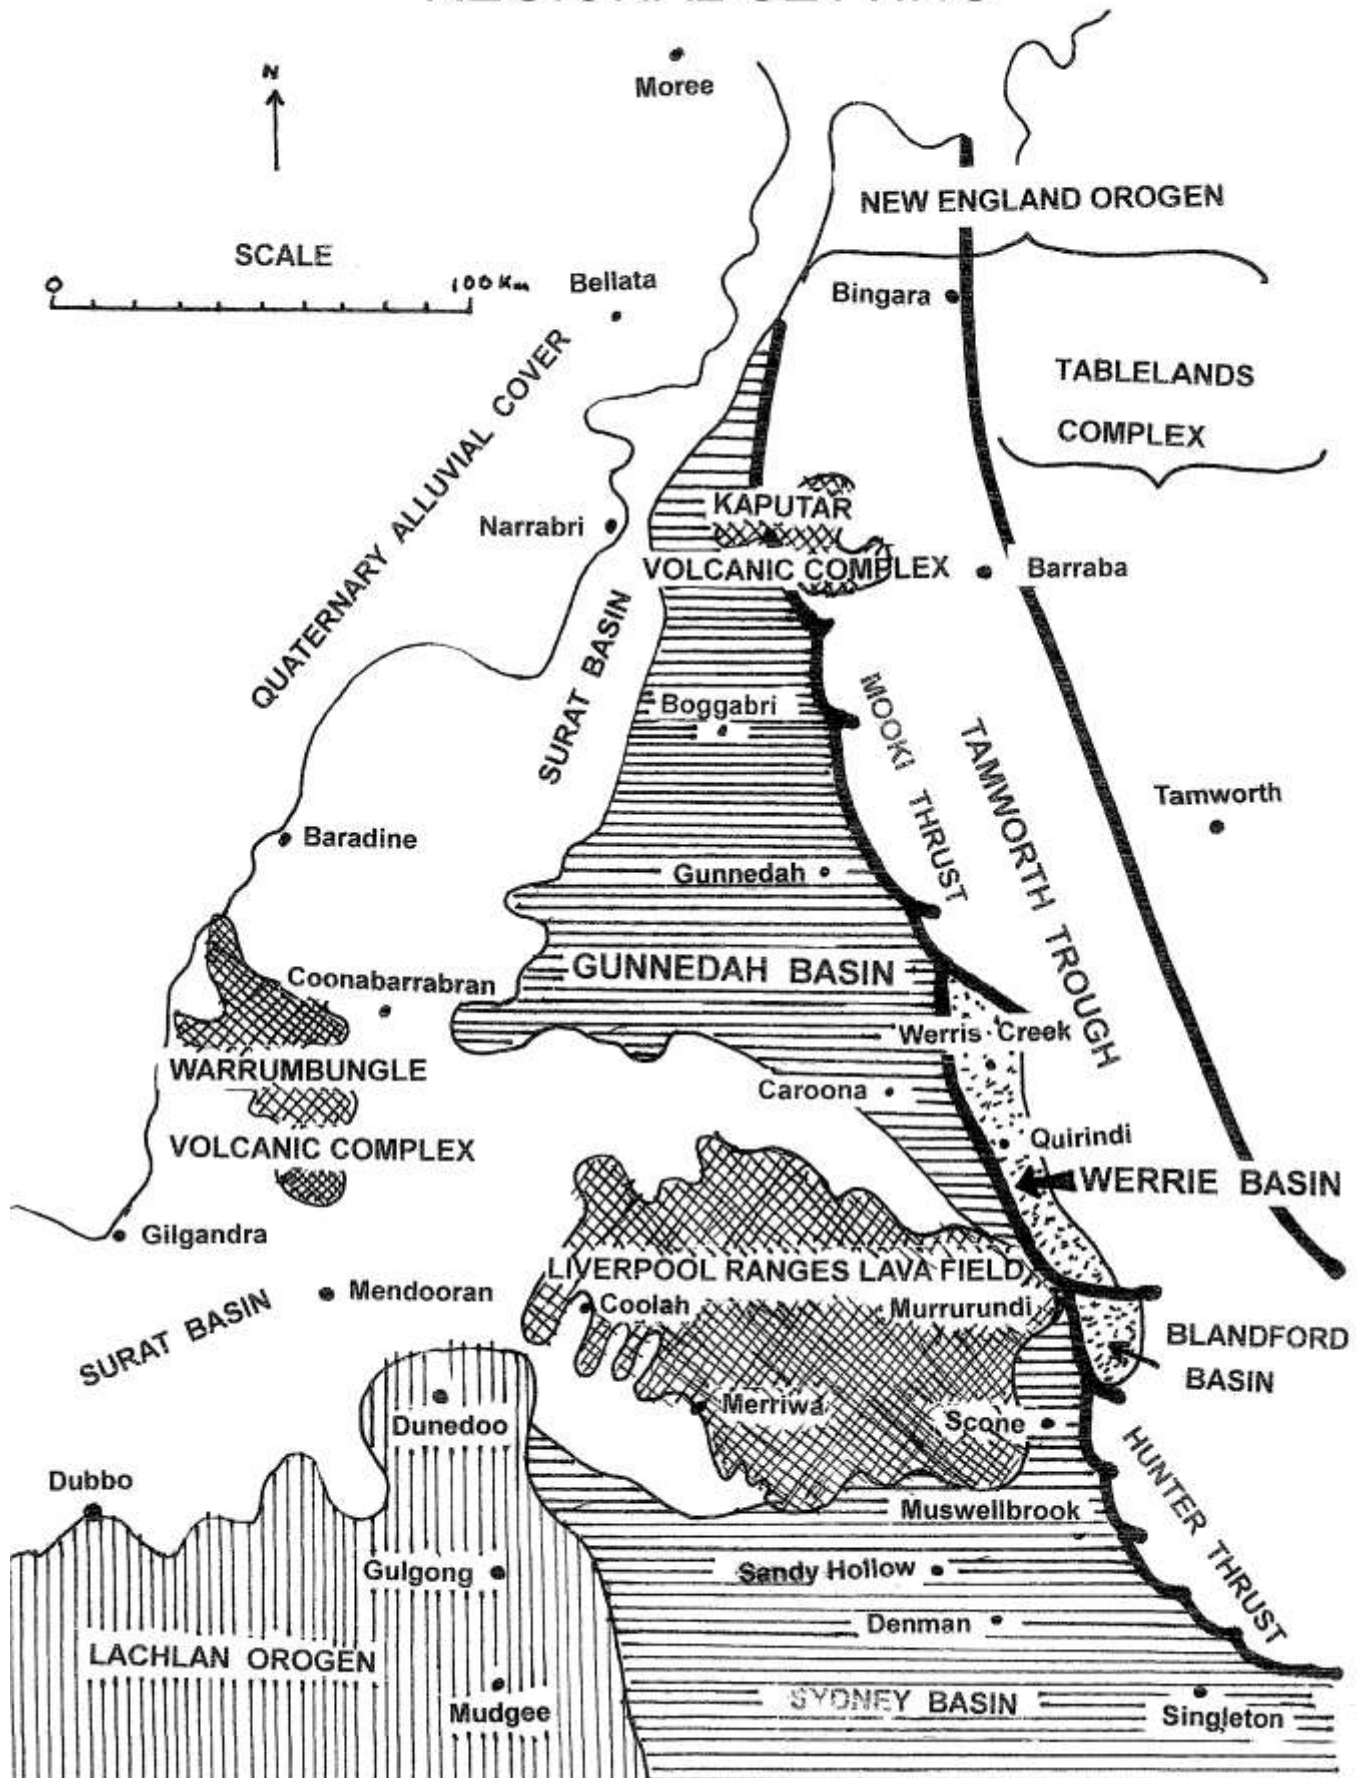 N
Moree
NEW ENGLAND OROGEN
SCALE
0
100 Km
Bellata
Bingara
TABLELANDS
COMPLEX
QUATERNARY ALLUVIAL COVER
KAPUTAR
Narrabri
VOLCANIC COMPLEX
Barraba
SURAT BASIN
Boggabri
MOOKI THRUST
TAMWORTH TROUGH
Tamworth
Baradine
Gunnedah
GUNNEDAH BASIN
Coonabarrabran
Werris Creek
WARRUMBUNGLE
Caroona
VOLCANIC COMPLEX
Quirindi
WERRIE BASIN
Gilgandra
LIVERPOOL RANGES LAVA FIELD
Mendooran
Coolah
Murrurundi
SURAT BASIN
BLANDFORD
BASIN
Merriwa
Dunedoo
Scone
HUNTER THRUST
Dubbo
Muswellbrook
Gulgong
Sandy Hollow
Denman
LACHLAN OROGEN
SYDNEY BASIN
Mudgee
Singleton